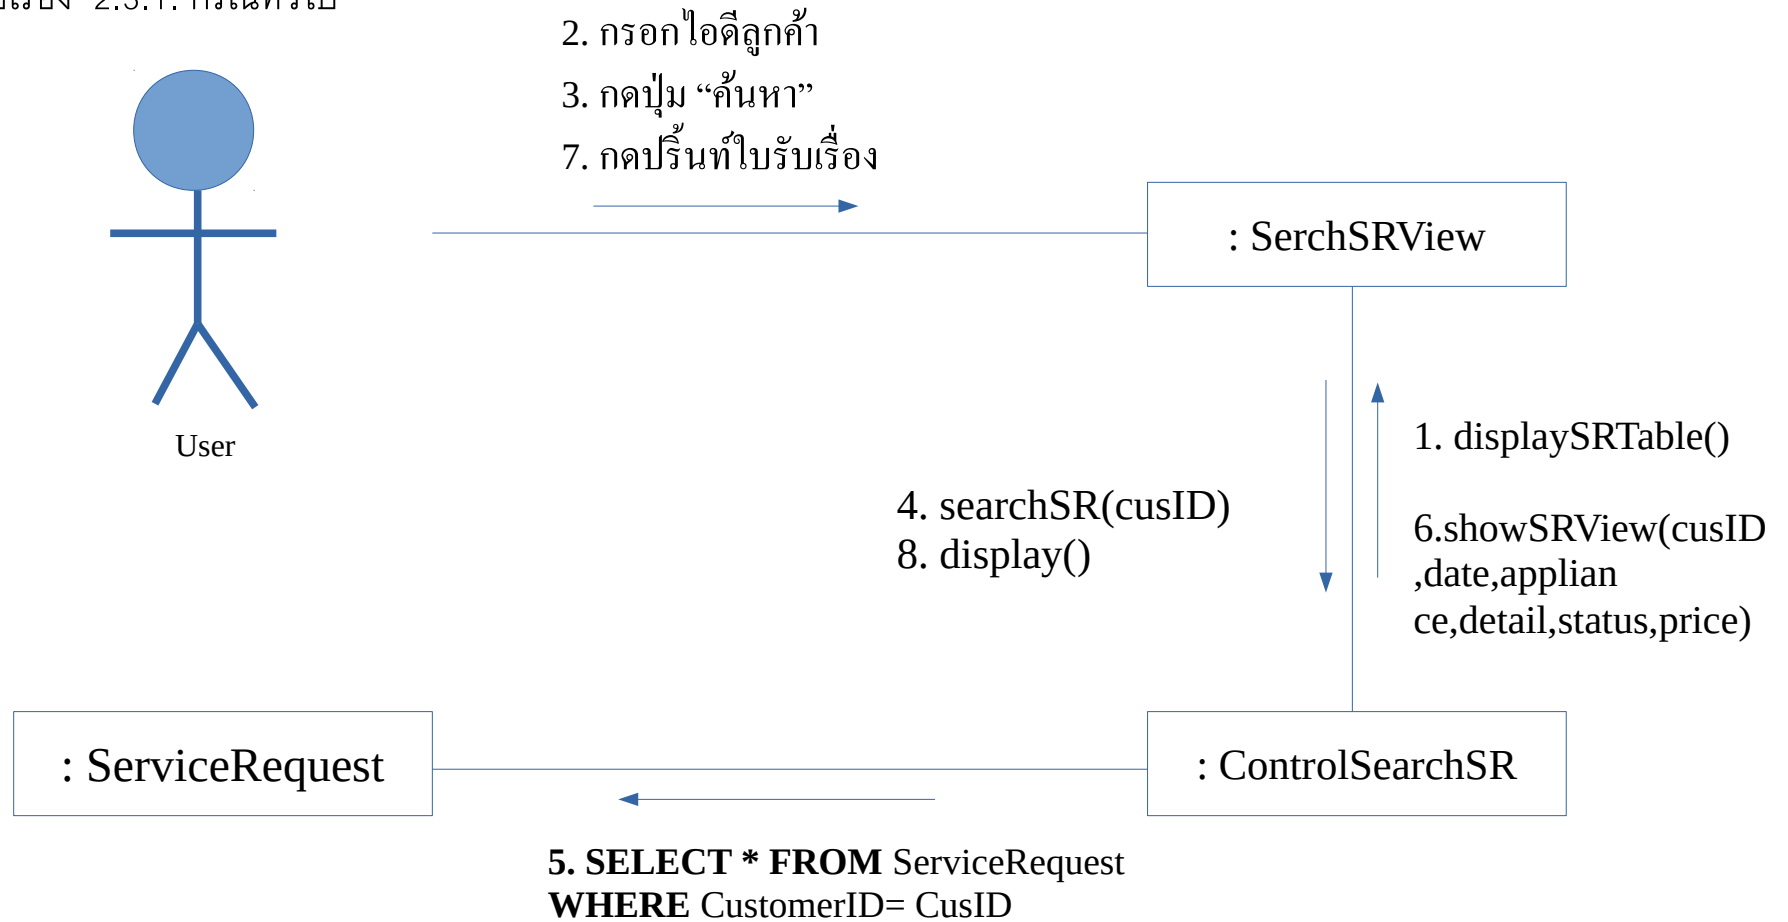 2.3.1.
2. กรอกไอดีลูกค้า
3. กดปุ่ม “ค้นหา”
7. กดปริ้นท์ใบรับเรื่อง
: SerchSRView
User
1. displaySRTable()
4. searchSR(cusID)
8. display()
6.showSRView(cusID
,date,applian
ce,detail,status,price)
: ServiceRequest
: ControlSearchSR
5. SELECT * FROM ServiceRequest
WHERE CustomerID= CusID